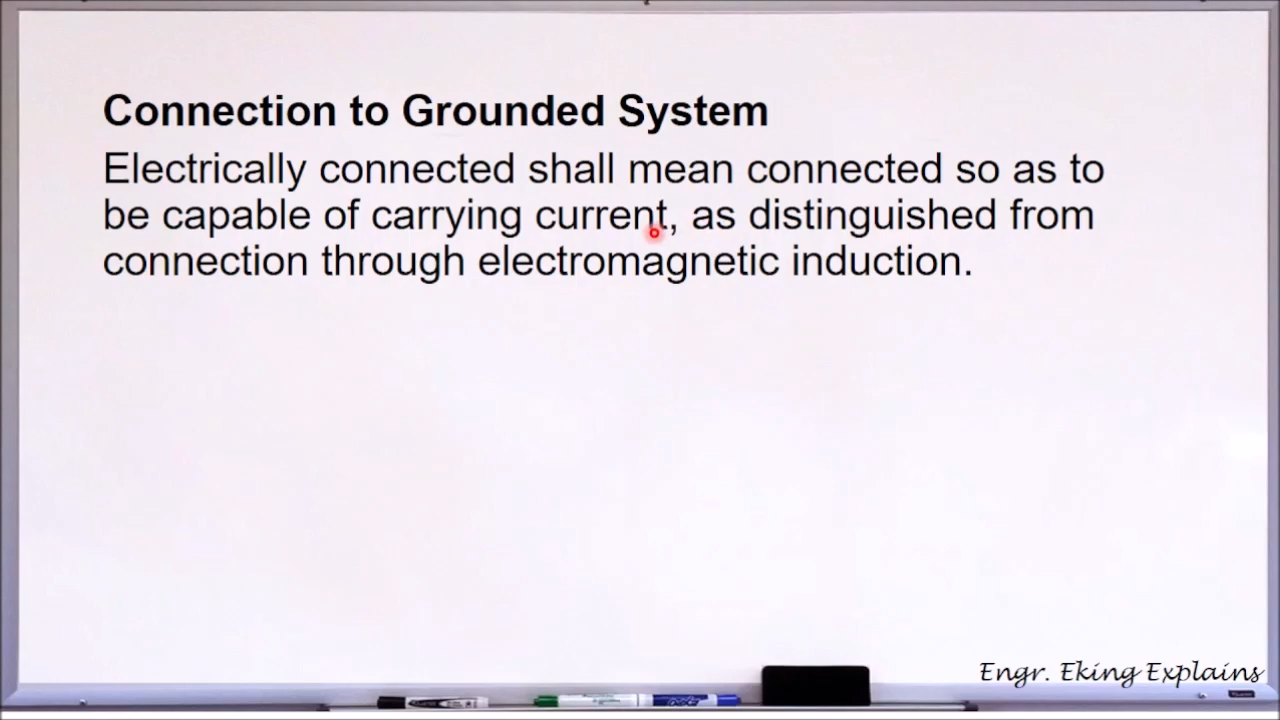 Connection to Grounded System
Electrically connected shall mean connected so as to
be capable of carrying current, as distinguished from
connection through electromagnetic induction.
Engr. Eking Explains